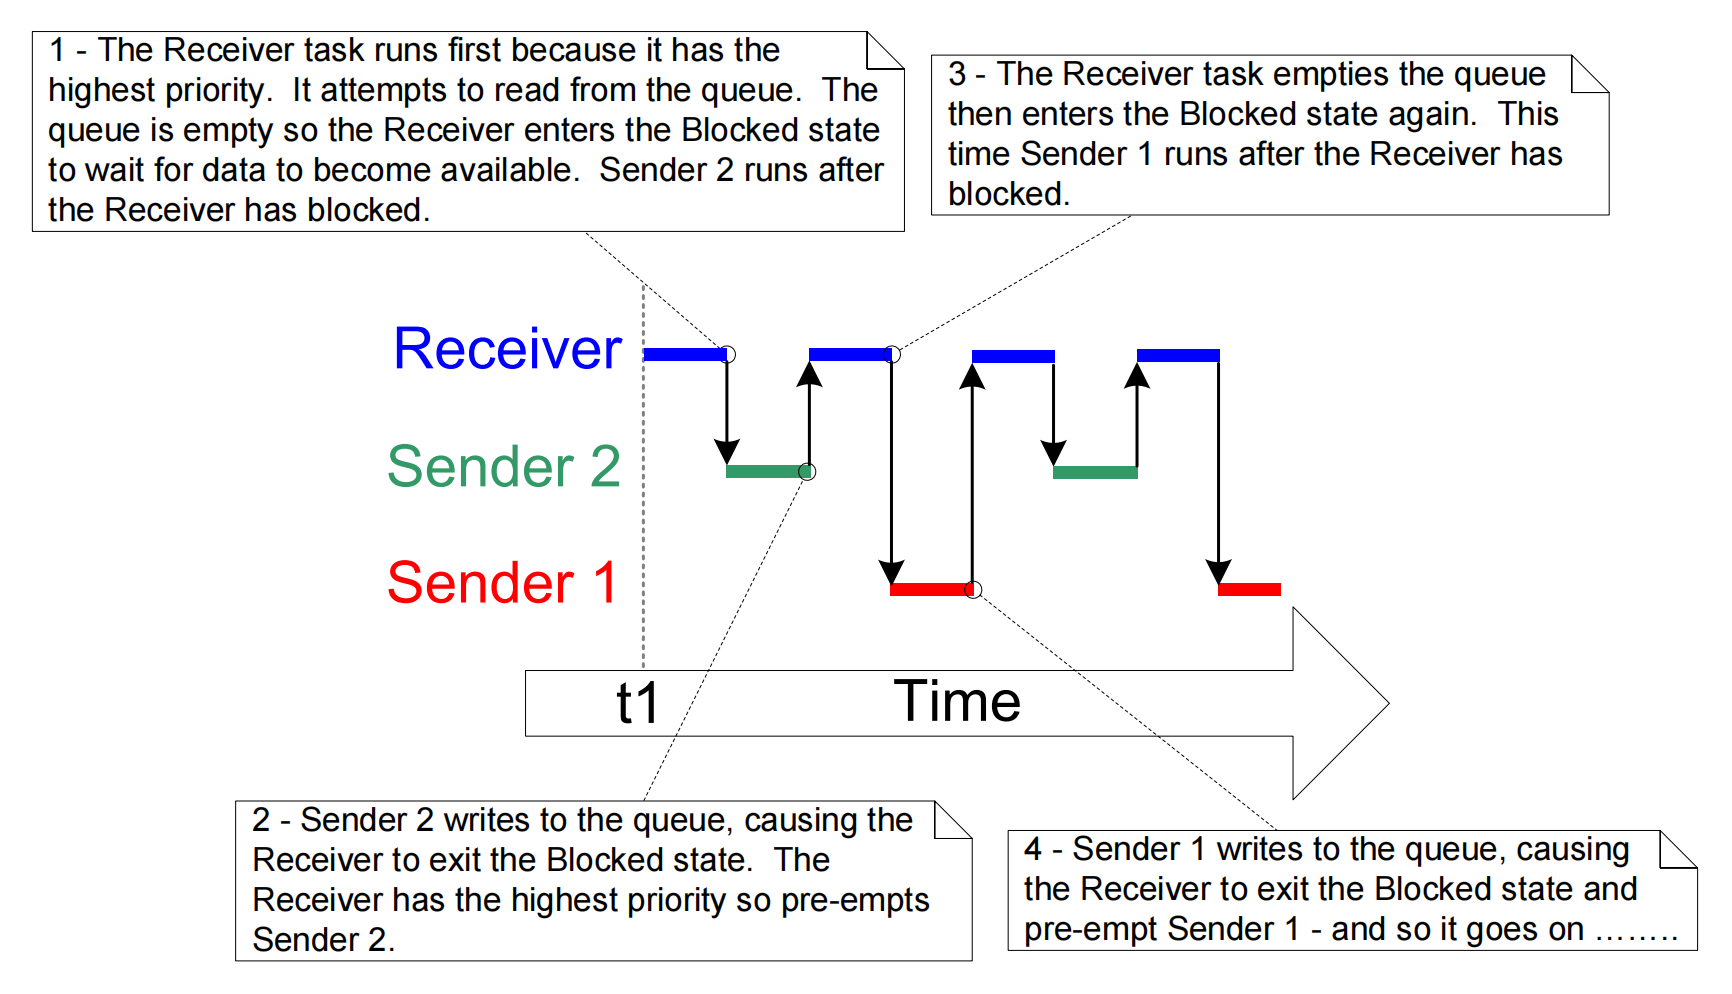 1 - The Receiver task runs first because it has the
highest priority.  It attempts to read from the queue.  The
queue is empty so the Receiver enters the Blocked state
to wait for data to become available.  Sender 2 runs after
the Receiver has blocked.
3 - The Receiver task empties the queue
then enters the Blocked state again.  This
time Sender 1 runs after the Receiver has
blocked.
Receiver
Sender 2
Sender 1
t1
Time
2 - Sender 2 writes to the queue, causing the
Receiver to exit the Blocked state.  The
Receiver has the highest priority so pre-empts
Sender 2.
4 - Sender 1 writes to the queue, causing
the Receiver to exit the Blocked state and
pre-empt Sender 1 - and so it goes on ........